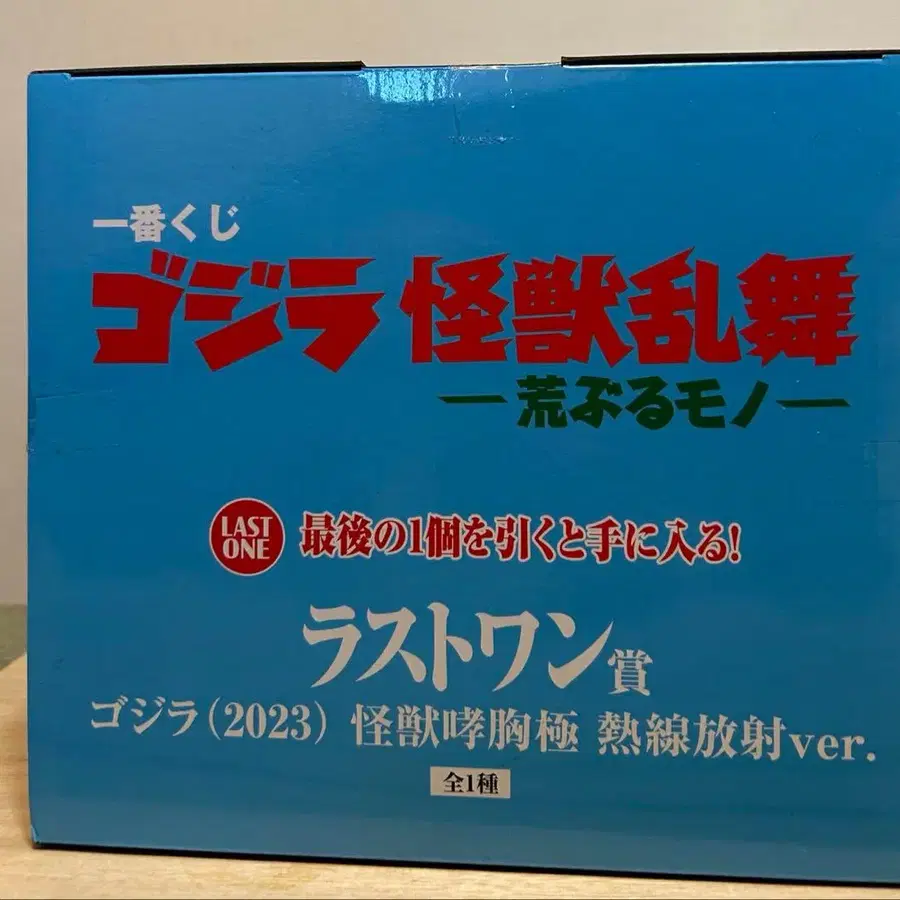 一番くじ
ゴジラ 怪獣乱舞
ー荒ぶるモノー
LAST
ONE
最後の1個を引くと手に入る!
ラストワン賞
ゴジラ(2023) 怪獣哮胸極 熱線放射ver.
全1種